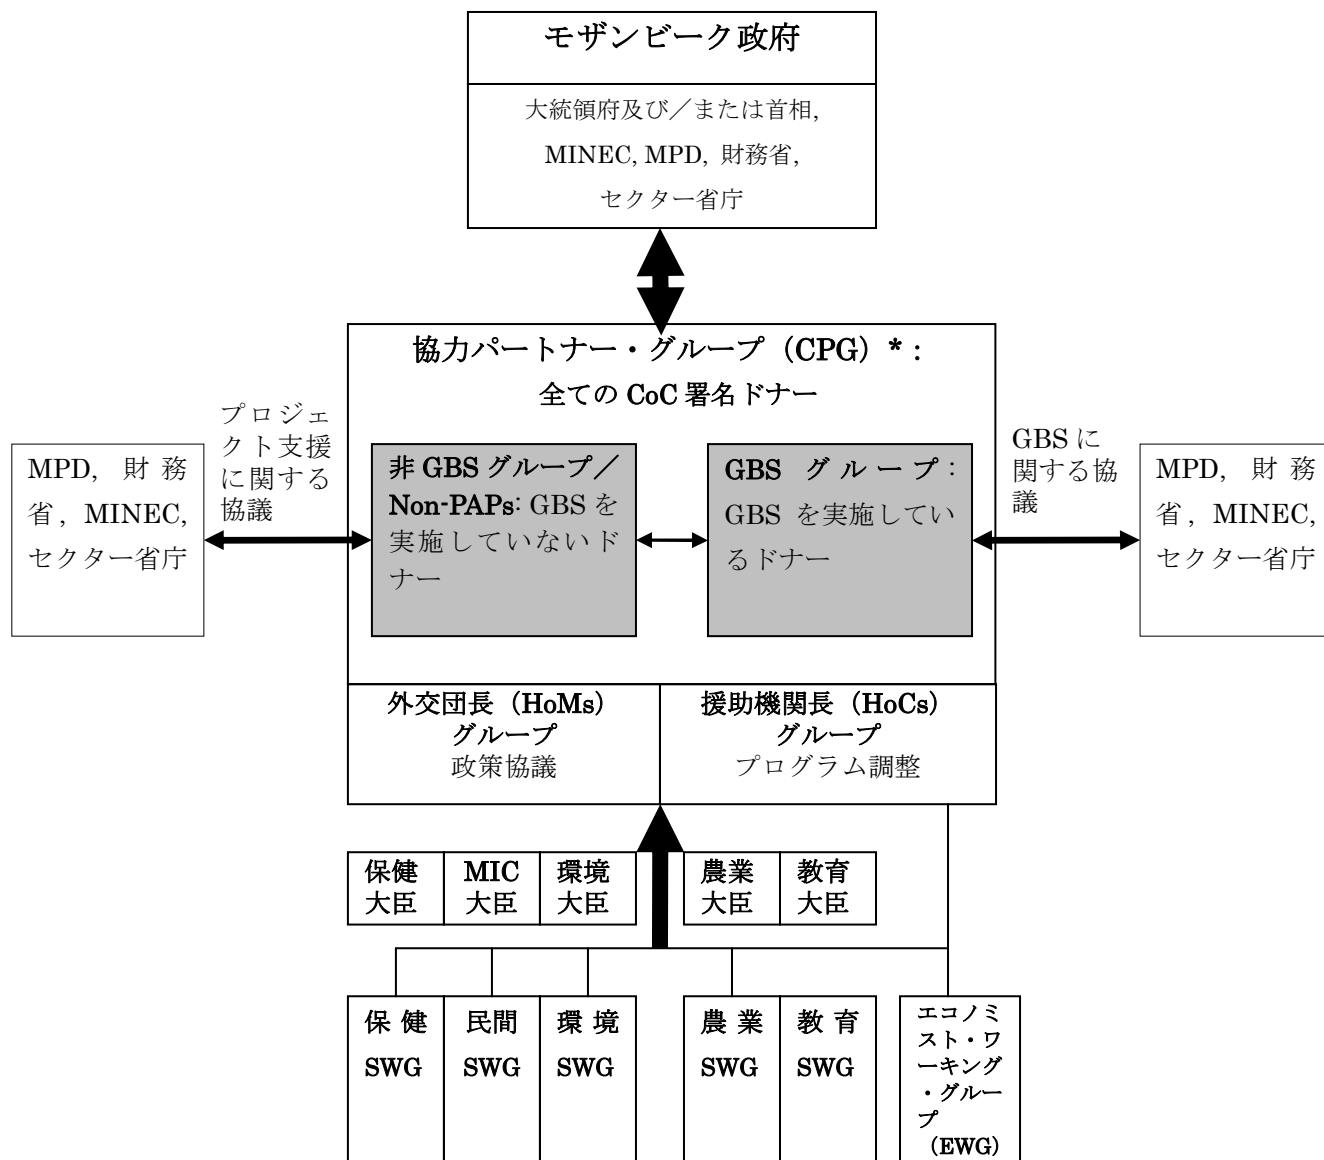 モザンビーク政府
大統領府及び／または首相,
MINEC, MPD, 財務省,
セクター省庁
協力パートナー・グループ（CPG）*：
全ての CoC 署名ドナー
プロジェ
クト支援
に関する
協議
GBS に
関する協
議
MPD, 財務
省, MINEC,
セクター省庁
非 GBS グループ／
Non-PAPs: GBS を
実施していないド
ナー
GBS グループ：
GBS を実施してい
るドナー
MPD, 財務
省, MINEC,
セクター省庁
外交団長（HoMs）
グループ
政策協議
援助機関長（HoCs）
グループ
プログラム調整
保健
大臣
MIC
大臣
環境
大臣
農業
大臣
教育
大臣
保健
SWG
民間
SWG
環境
SWG
農業
SWG
教育
SWG
エコノミ
スト・ワ
ーキング
・グルー
プ
（EWG）